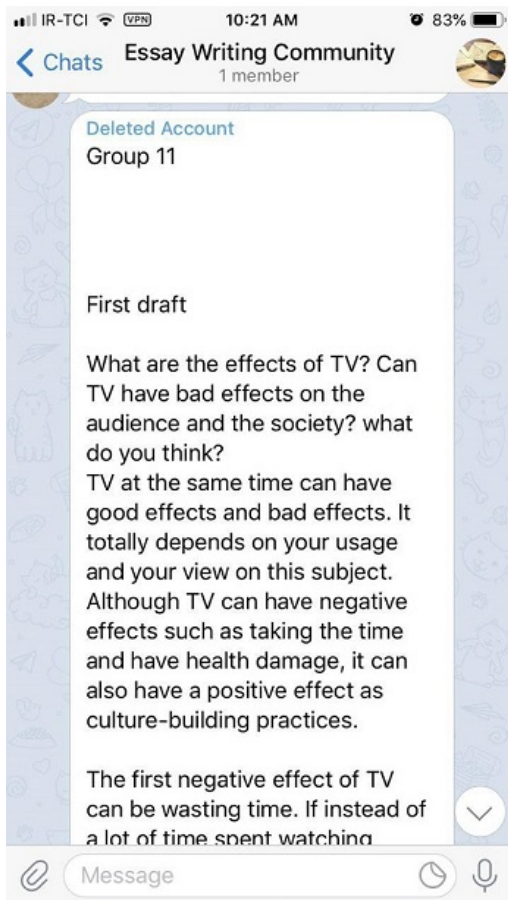 IR-TCI VPN 10:21 AM 83%
Chats Essay Writing Community
1 member
Deleted Account
Group 11
First draft
What are the effects of TV? Can
TV have bad effects on the
audience and the society? what
do you think?
TV at the same time can have
good effects and bad effects. It
totally depends on your usage
and your view on this subject.
Although TV can have negative
effects such as taking the time
and have health damage, it can
also have a positive effect as
culture-building practices.
The first negative effect of TV
can be wasting time. If instead of
a lot of time spent watching
Message